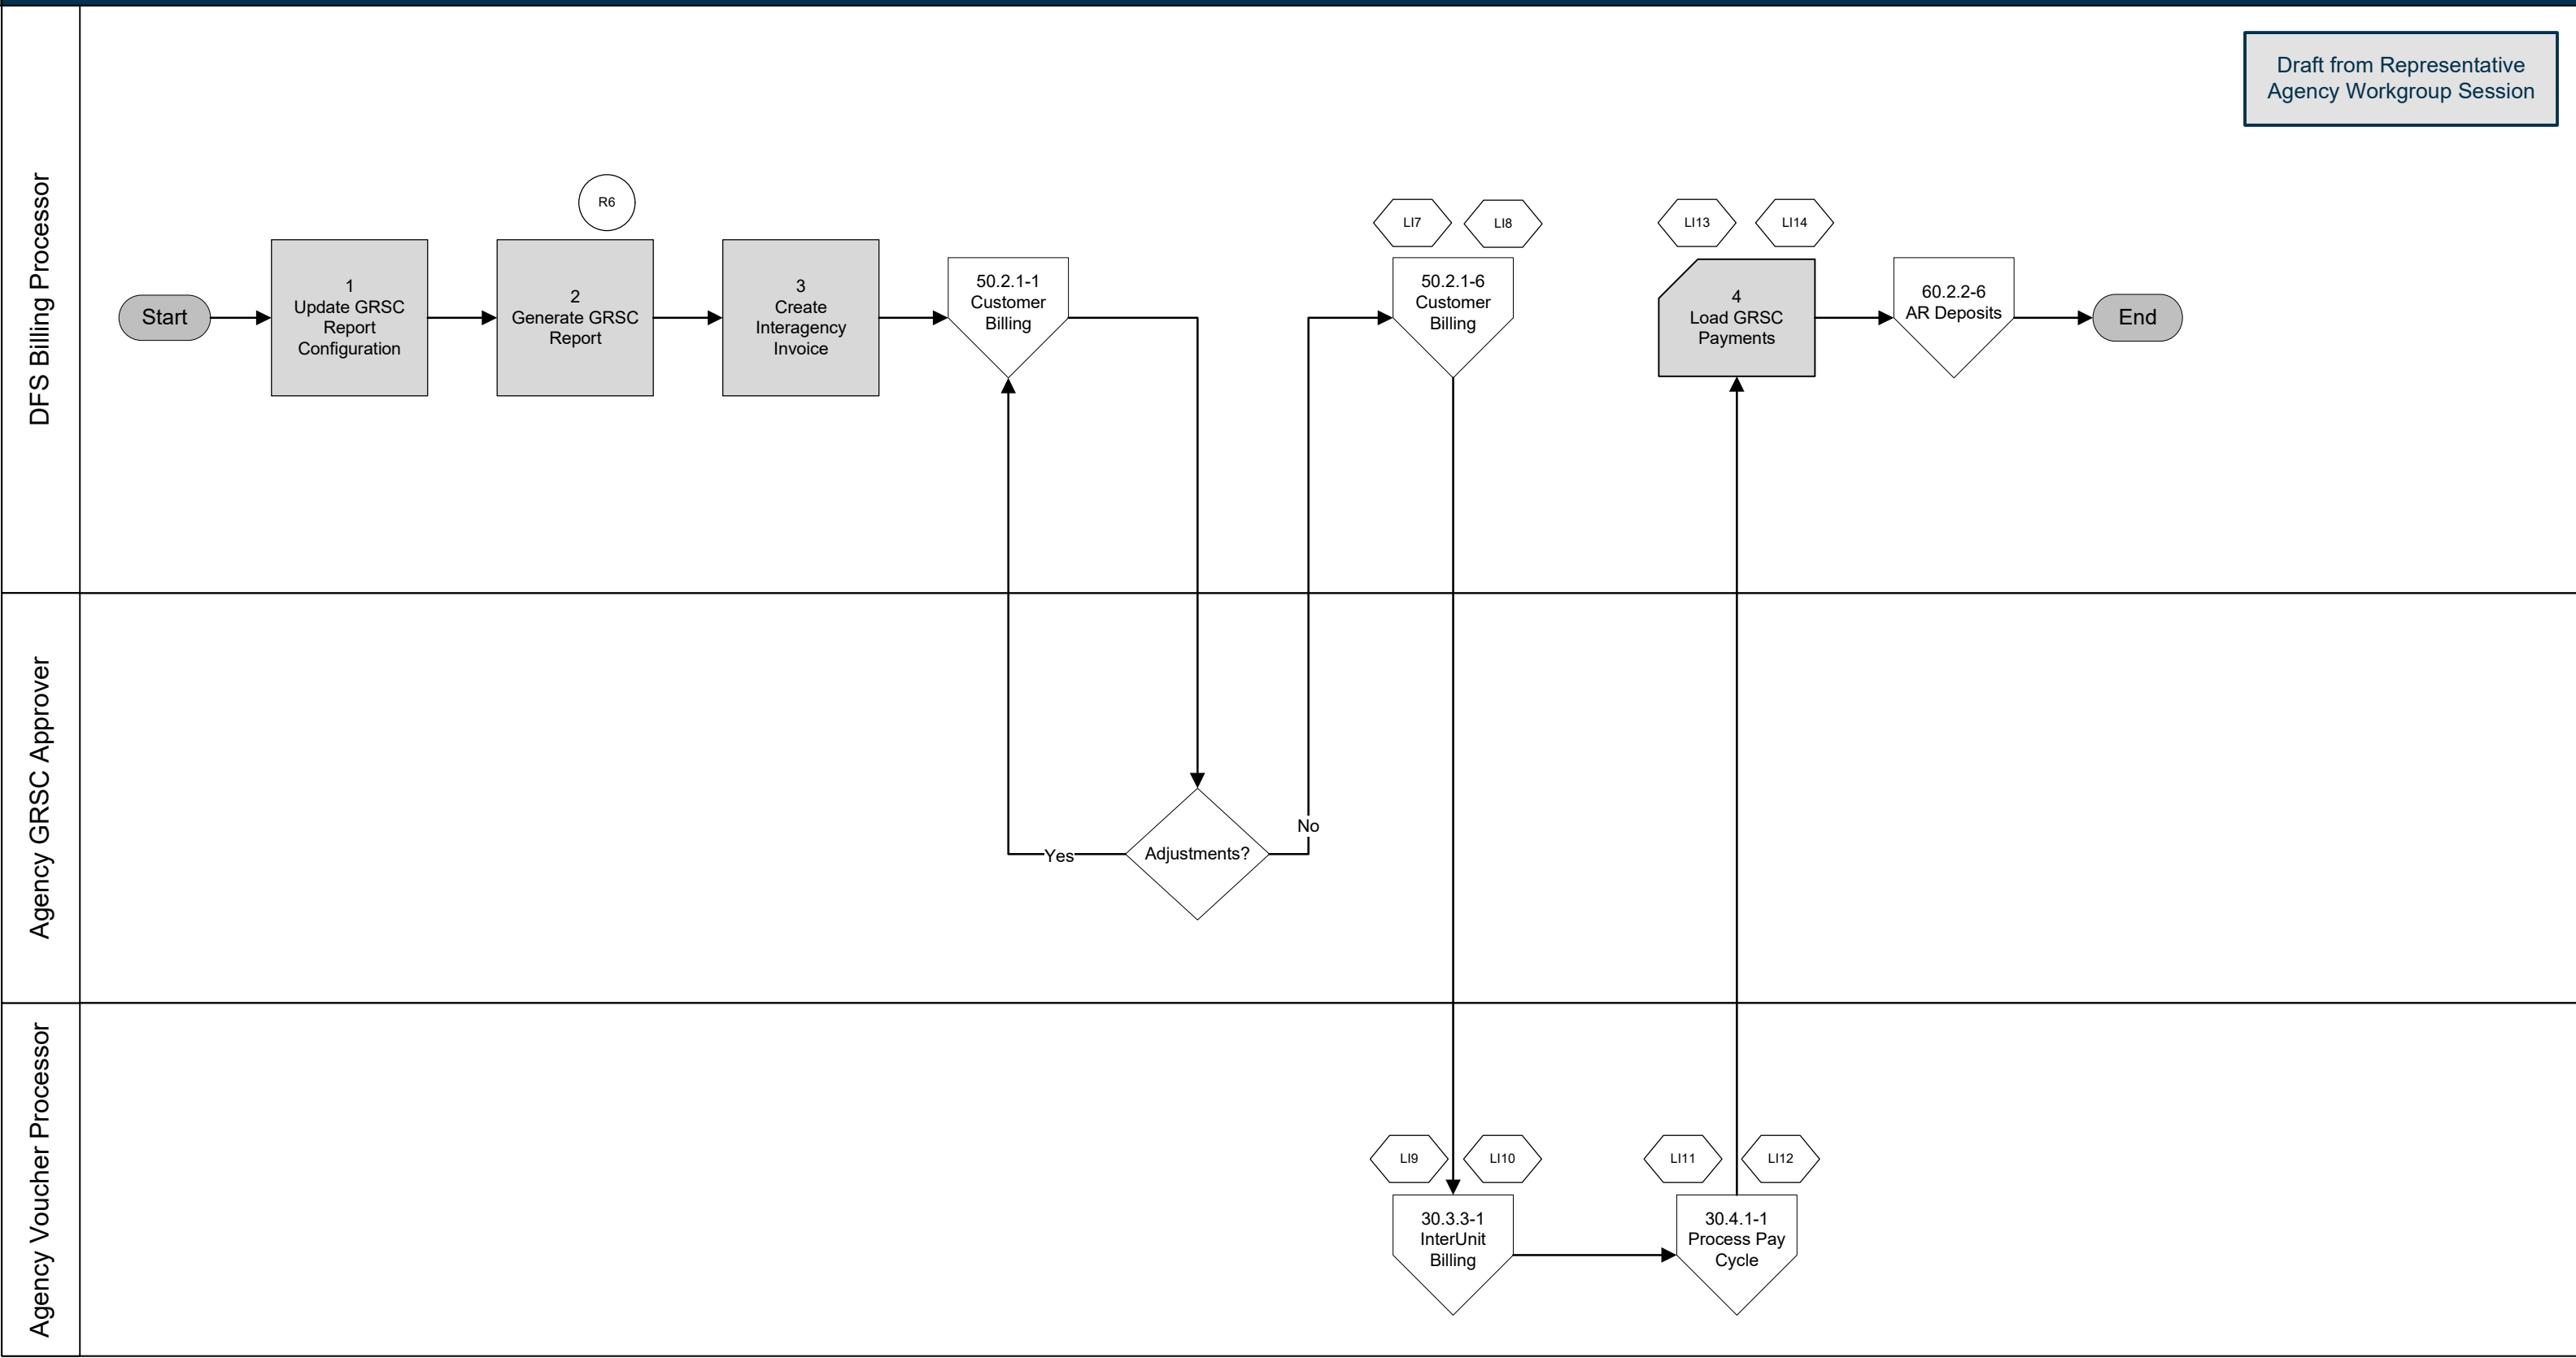 Draft from Representative
Agency Workgroup Session
DFS Billing Processor
Start
1
Update GRSC
Report
Configuration
R6
2
Generate GRSC
Report
3
Create
Interagency
Invoice
50.2.1-1
Customer
Billing
LI7
LI8
50.2.1-6
Customer
Billing
LI13
LI14
4
Load GRSC
Payments
60.2.2-6
AR Deposits
End
Agency GRSC Approver
Yes
Adjustments?
No
Agency Voucher Processor
LI9
LI10
30.3.3-1
InterUnit
Billing
LI11
LI12
30.4.1-1
Process Pay
Cycle